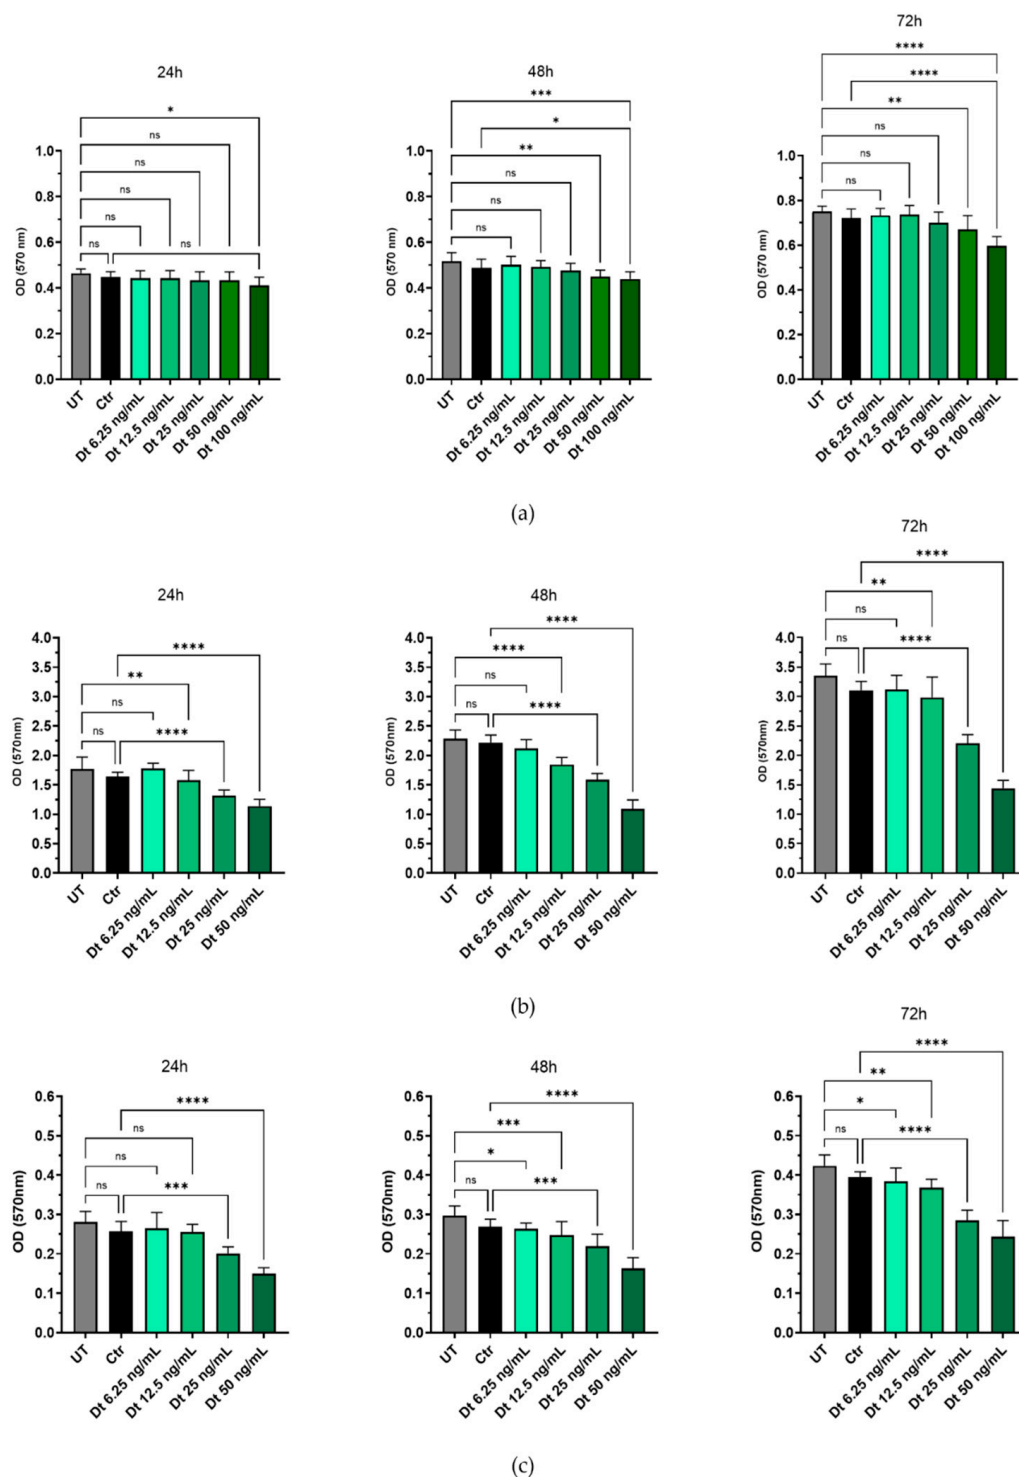 24h
*
ns
ns
ns
ns
ns
ns
OD (570 nm)
1.0
0.8
0.6
0.4
0.2
0.0
UT
Ctr
Dt 6.25 ng/mL
Dt 12.5 ng/mL
Dt 25 ng/mL
Dt 50 ng/mL
Dt 100 ng/mL
48h
***
*
**
ns
ns
ns
OD (570 nm)
1.0
0.8
0.6
0.4
0.2
0.0
UT
Ctr
Dt 6.25 ng/mL
Dt 12.5 ng/mL
Dt 25 ng/mL
Dt 50 ng/mL
Dt 100 ng/mL
72h
****
****
**
ns
ns
ns
OD (570 nm)
1.0
0.8
0.6
0.4
0.2
0.0
UT
Ctr
Dt 6.25 ng/mL
Dt 12.5 ng/mL
Dt 25 ng/mL
Dt 50 ng/mL
Dt 100 ng/mL
(a)
24h
****
**
ns
ns
****
OD (570nm)
4.0
3.5
3.0
2.5
2.0
1.5
1.0
0.5
0.0
UT
Ctr
Dt 6.25 ng/mL
Dt 12.5 ng/mL
Dt 25 ng/mL
Dt 50 ng/mL
48h
****
****
ns
ns
****
OD (570nm)
4.0
3.5
3.0
2.5
2.0
1.5
1.0
0.5
0.0
UT
Ctr
Dt 6.25 ng/mL
Dt 12.5 ng/mL
Dt 25 ng/mL
Dt 50 ng/mL
72h
****
**
ns
ns
****
OD (570nm)
4.0
3.5
3.0
2.5
2.0
1.5
1.0
0.5
0.0
UT
Ctr
Dt 6.25 ng/mL
Dt 12.5 ng/mL
Dt 25 ng/mL
Dt 50 ng/mL
(b)
24h
****
ns
ns
ns
***
OD (570nm)
0.6
0.5
0.4
0.3
0.2
0.1
0.0
UT
Ctr
Dt 6.25 ng/mL
Dt 12.5 ng/mL
Dt 25 ng/mL
Dt 50 ng/mL
48h
****
***
*
ns
***
OD (570nm)
0.6
0.5
0.4
0.3
0.2
0.1
0.0
UT
Ctr
Dt 6.25 ng/mL
Dt 12.5 ng/mL
Dt 25 ng/mL
Dt 50 ng/mL
72h
****
**
*
ns
****
OD (570nm)
0.6
0.5
0.4
0.3
0.2
0.1
0.0
UT
Ctr
Dt 6.25 ng/mL
Dt 12.5 ng/mL
Dt 25 ng/mL
Dt 50 ng/mL
(c)